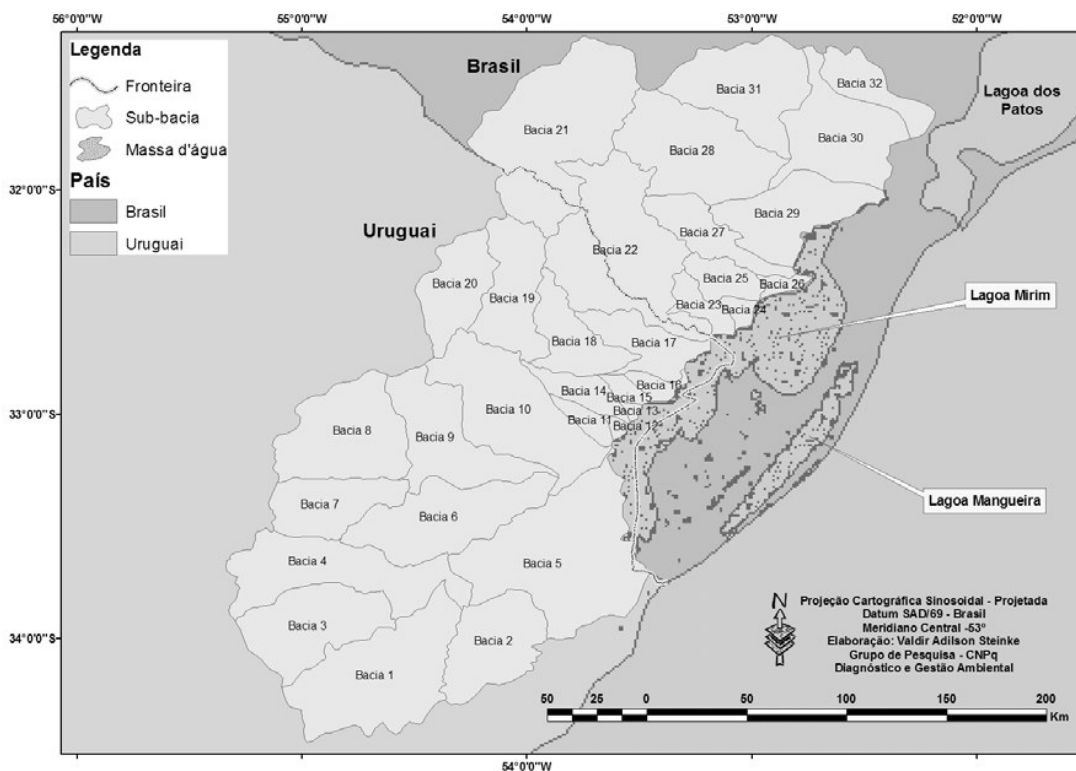 56°0'0"W
55°0'0"W
54°0'0"W
53°0'0"W
52°0'0"W
Legenda
Fronteira
Sub-bacia
Massa d'água
País
Brasil
Uruguai
Brasil
Uruguai
Lagoa dos
Patos
Bacia 32
Bacia 31
Bacia 30
Bacia 21
Bacia 28
32°0'0"S
Bacia 29
Bacia 27
Bacia 22
Bacia 25
Bacia 26
Bacia 20
Bacia 19
Bacia 23
Bacia 24
Lagoa Mirim
Bacia 18
Bacia 17
Bacia 16
Bacia 14
Bacia 15
33°0'0"S
Bacia 10
Bacia 13
Bacia 11
Bacia 12
Bacia 8
Bacia 9
Lagoa Mangueira
Bacia 7
Bacia 6
Bacia 4
Bacia 5
Bacia 3
Bacia 2
34°0'0"S
Bacia 1
N
Projeção Cartográfica Sinosoidal - Projetada
Datum SAD/69 - Brasil
Meridiano Central -53º
Elaboração: Valdir Adilson Steinke
Grupo de Pesquisa - CNPq
Diagnóstico e Gestão Ambiental
50 25 0 50 100 150 200
Km
54°0'0"W